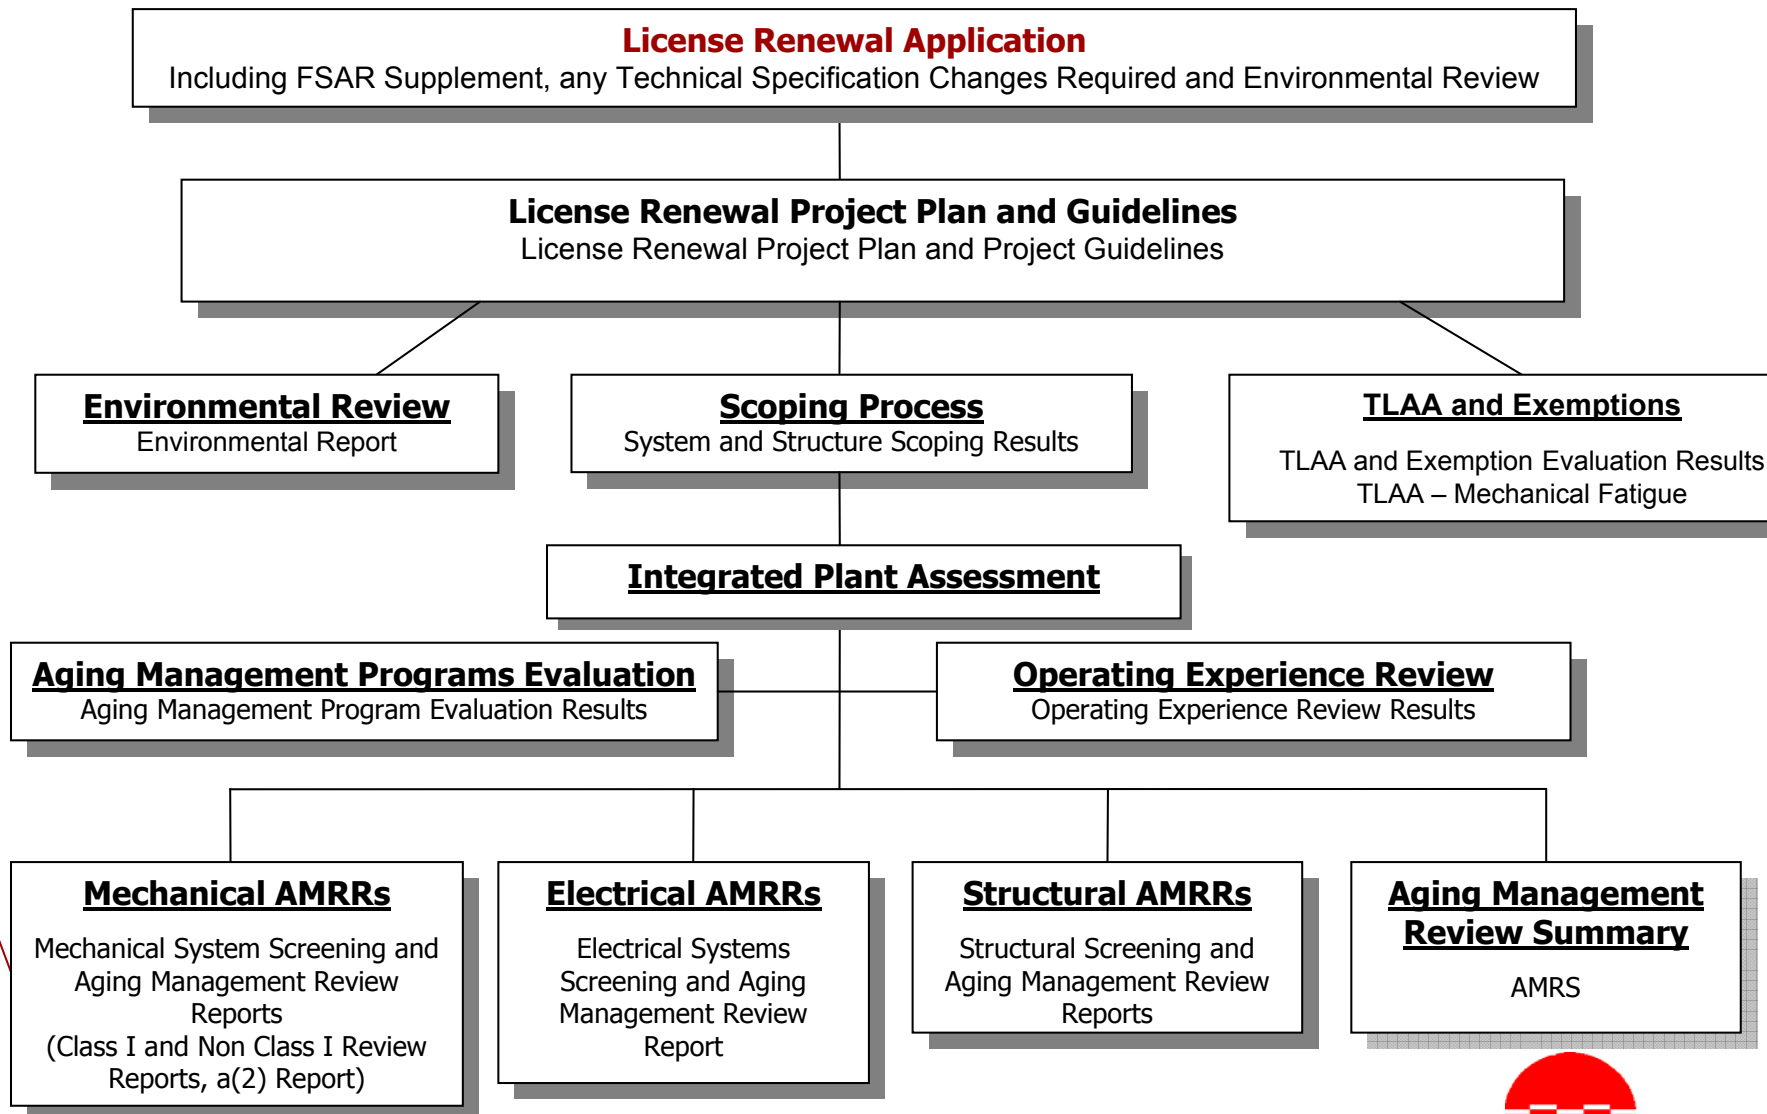 License Renewal Application
Including FSAR Supplement, any Technical Specification Changes Required and Environmental Review
License Renewal Project Plan and Guidelines
License Renewal Project Plan and Project Guidelines
Environmental Review
Environmental Report
Scoping Process
System and Structure Scoping Results
TLAA and Exemptions
TLAA and Exemption Evaluation Results
TLAA – Mechanical Fatigue
Integrated Plant Assessment
Aging Management Programs Evaluation
Aging Management Program Evaluation Results
Operating Experience Review
Operating Experience Review Results
Mechanical AMRRs
Mechanical System Screening and
Aging Management Review
Reports
(Class I and Non Class I Review
Reports, a(2) Report)
Electrical AMRRs
Electrical Systems
Screening and Aging
Management Review
Report
Structural AMRRs
Structural Screening and
Aging Management Review
Reports
Aging Management
Review Summary
AMRS